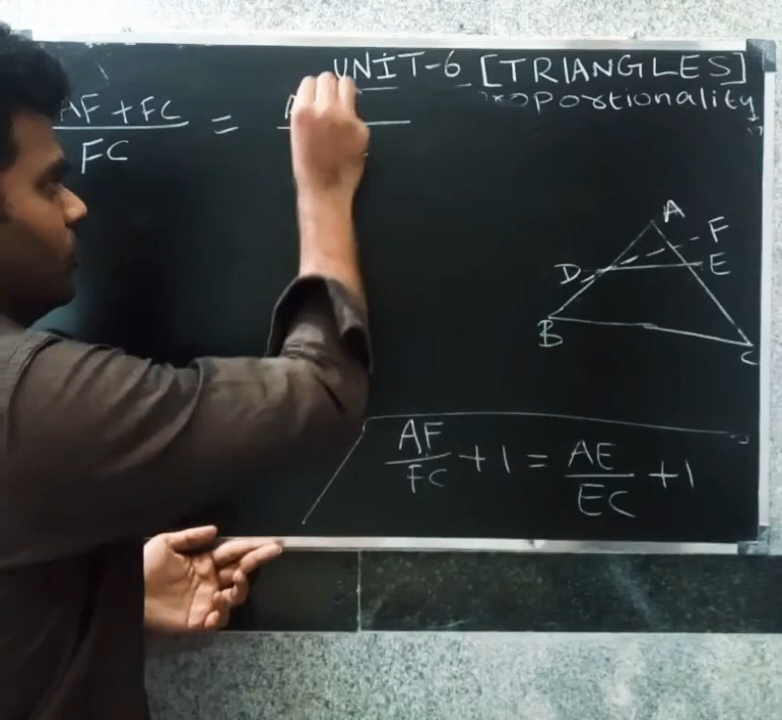 UNIT-6 [TRIANGLES]
AF + FC / FC =
A
F
D E
B
C
AF / FC + 1 = AE / EC + 1